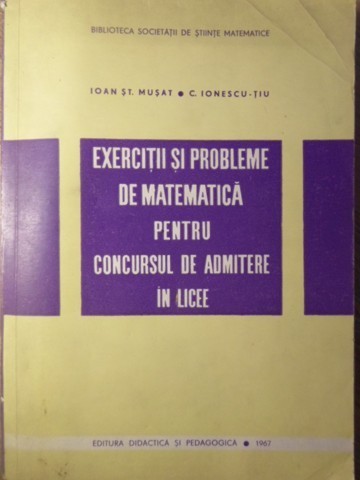 BIBLIOTECA SOCIETĂȚII DE ȘTIINȚE MATEMATICE
IOAN ȘT. MUȘAT • C. IONESCU-ȚIU
EXERCIȚII ȘI PROBLEME
DE MATEMATICĂ
PENTRU
CONCURSUL DE ADMITERE
ÎN LICEE
EDITURA DIDACTICĂ ȘI PEDAGOGICA • 1967